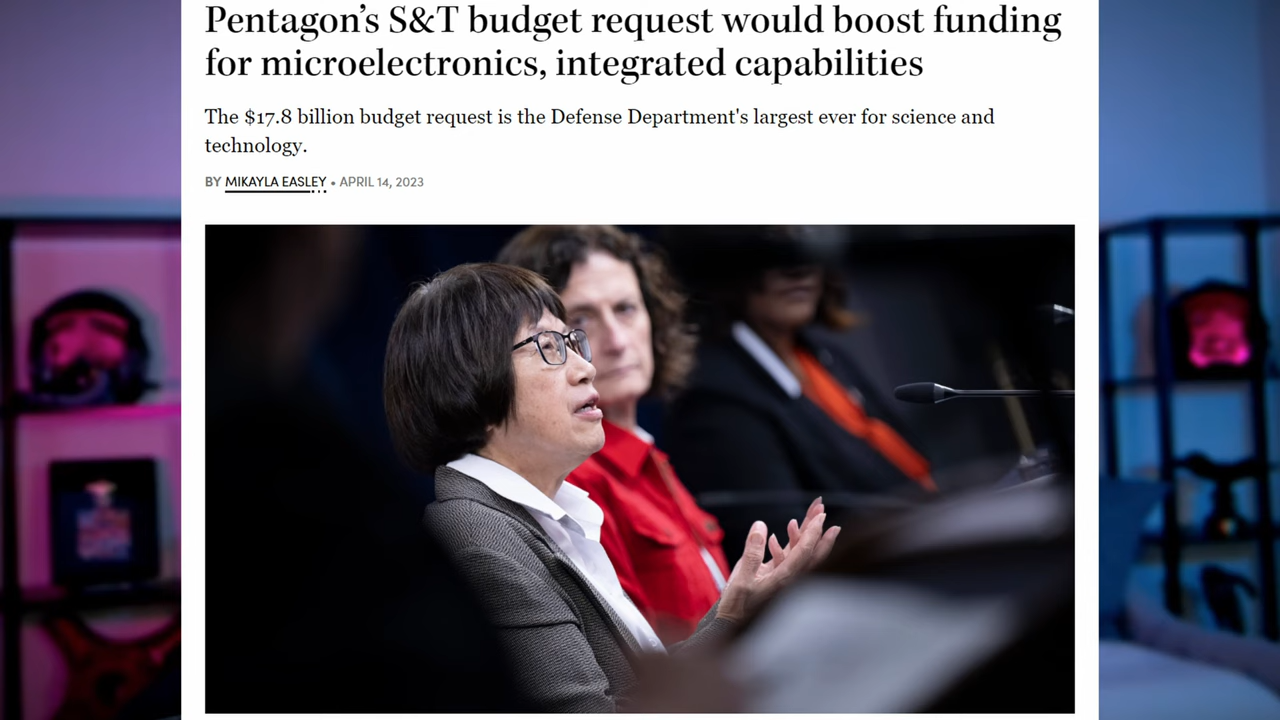 Pentagon’s S&T budget request would boost funding
for microelectronics, integrated capabilities
The $17.8 billion budget request is the Defense Department's largest ever for science and
technology.
BY MIKAYLA EASLEY • APRIL 14, 2023